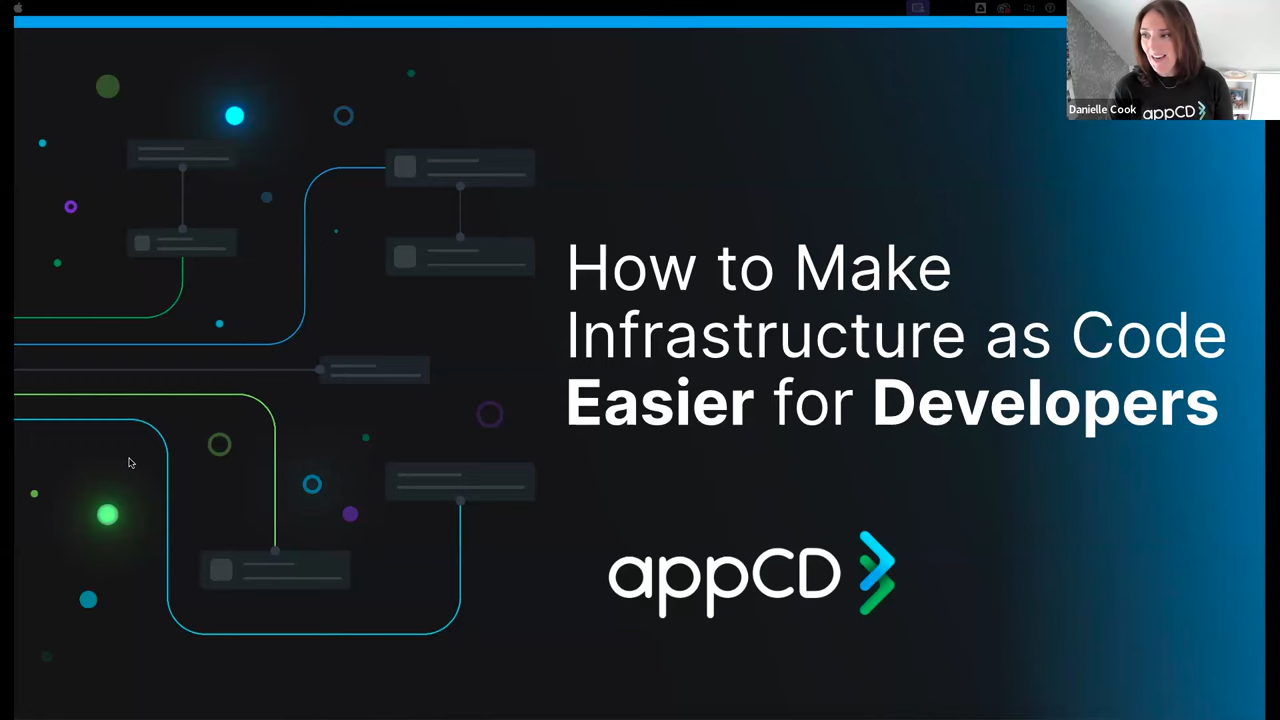 Danielle Cook
appCD
How to Make
Infrastructure as Code
Easier for Developers
appCD